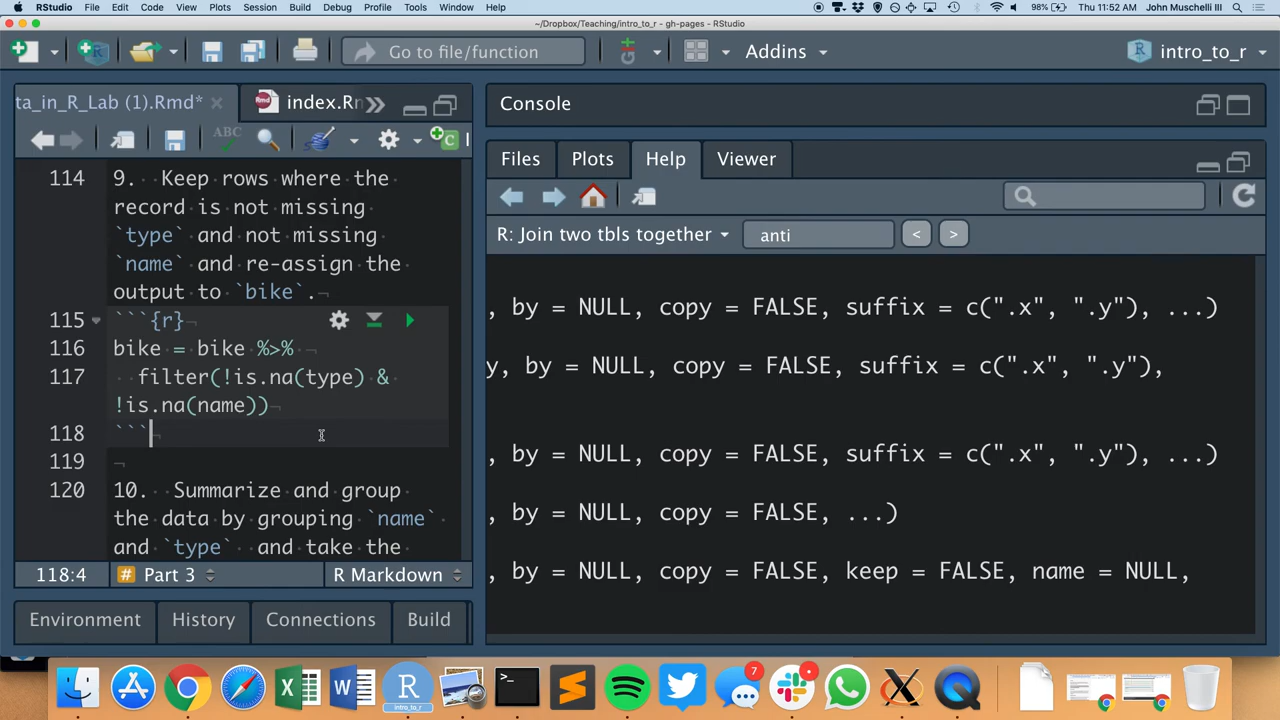 RStudio File Edit Code View Plots Session Build Debug Profile Tools Window Help 98% Thu 11:52 AM John Muschelli III
~/Dropbox/Teaching/intro_to_r - gh-pages - RStudio
Go to file/function Addins intro_to_r
ta_in_R_Lab (1).Rmd* index.Rn
ABC
114 9. Keep rows where the
record is not missing
`type` and not missing
`name` and re-assign the
output to `bike`.
115 ```{r}
116 bike = bike %>%
117 filter(!is.na(type) &
!is.na(name))
118 ```
119
120 10. Summarize and group
the data by grouping `name`
and `type` and take the
118:4 # Part 3 R Markdown
Environment History Connections Build
Console
Files Plots Help Viewer
R: Join two tbls together anti < >
, by = NULL, copy = FALSE, suffix = c(".x", ".y"), ...)
y, by = NULL, copy = FALSE, suffix = c(".x", ".y"),
, by = NULL, copy = FALSE, suffix = c(".x", ".y"), ...)
, by = NULL, copy = FALSE, ...)
, by = NULL, copy = FALSE, keep = FALSE, name = NULL,
R intro_to_r 7